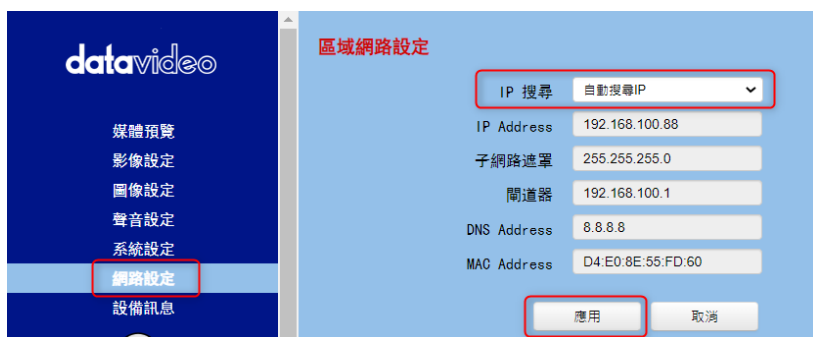 datavideo
媒體預覽
影像設定
圖像設定
聲音設定
系統設定
網路設定
設備訊息
區域網路設定
IP 搜尋 自動搜尋IP
IP Address 192.168.100.88
子網路遮罩 255.255.255.0
閘道器 192.168.100.1
DNS Address 8.8.8.8
MAC Address D4:E0:8E:55:FD:60
應用 取消